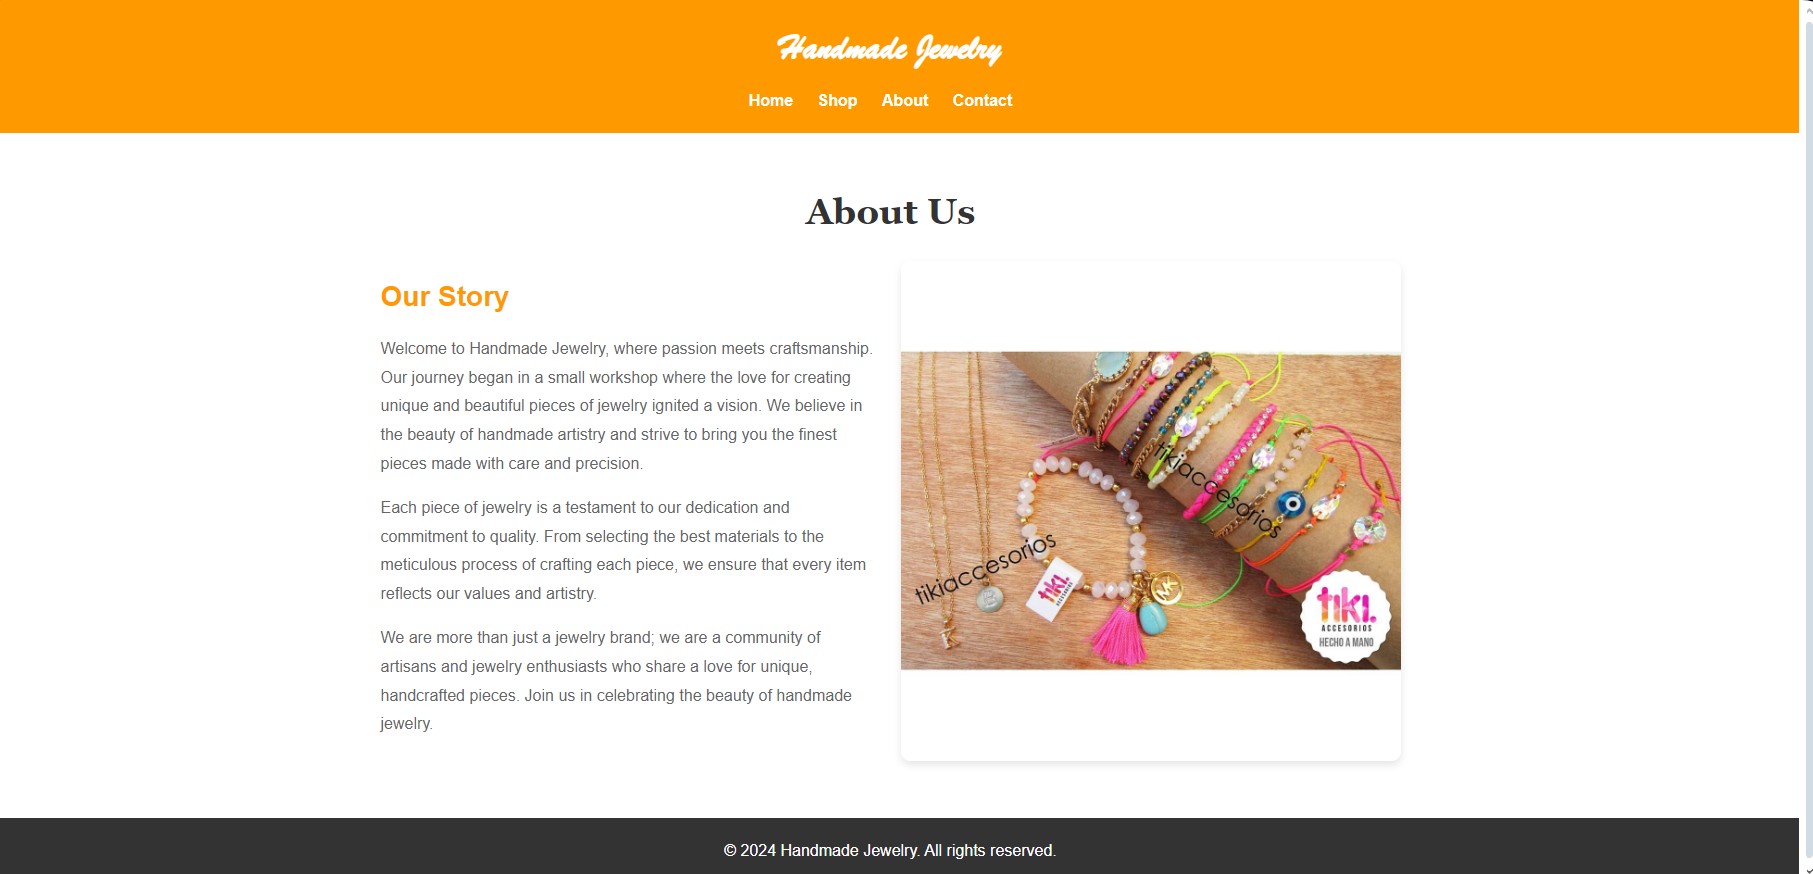 Handmade Jewelry
Home Shop About Contact
About Us
Our Story
Welcome to Handmade Jewelry, where passion meets craftsmanship.
Our journey began in a small workshop where the love for creating
unique and beautiful pieces of jewelry ignited a vision. We believe in
the beauty of handmade artistry and strive to bring you the finest
pieces made with care and precision.
Each piece of jewelry is a testament to our dedication and
commitment to quality. From selecting the best materials to the
meticulous process of crafting each piece, we ensure that every item
reflects our values and artistry.
We are more than just a jewelry brand; we are a community of
artisans and jewelry enthusiasts who share a love for unique,
handcrafted pieces. Join us in celebrating the beauty of handmade
jewelry.
tikiaccesorios
tikiaccesorios
tiki.
ACCESORIOS
MK
K
tiki.
ACCESORIOS
HECHO A MANO
© 2024 Handmade Jewelry. All rights reserved.